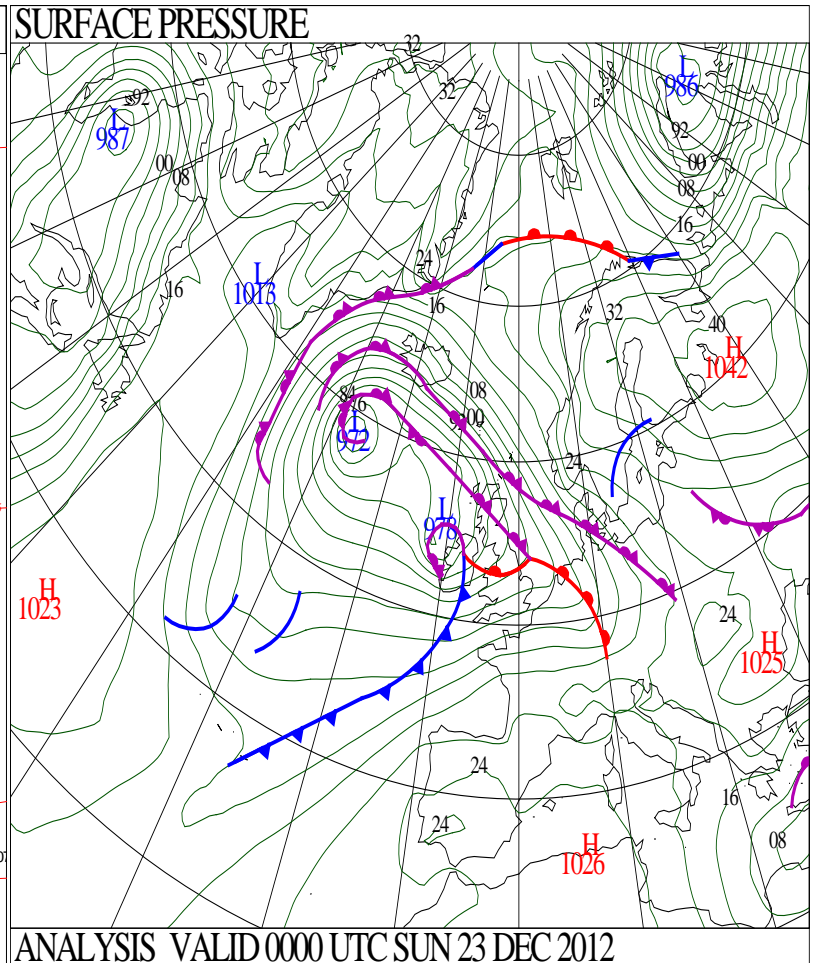 SURFACE PRESSURE
32
L
986
92
32
L
987
92
00
00
08
08
16
24
L
1013
16
16
32
40
H
1042
08
84
L
972
00
24
L
978
H
1023
24
H
1025
24
16
24
H
1026
08
ANALYSIS VALID 0000 UTC SUN 23 DEC 2012